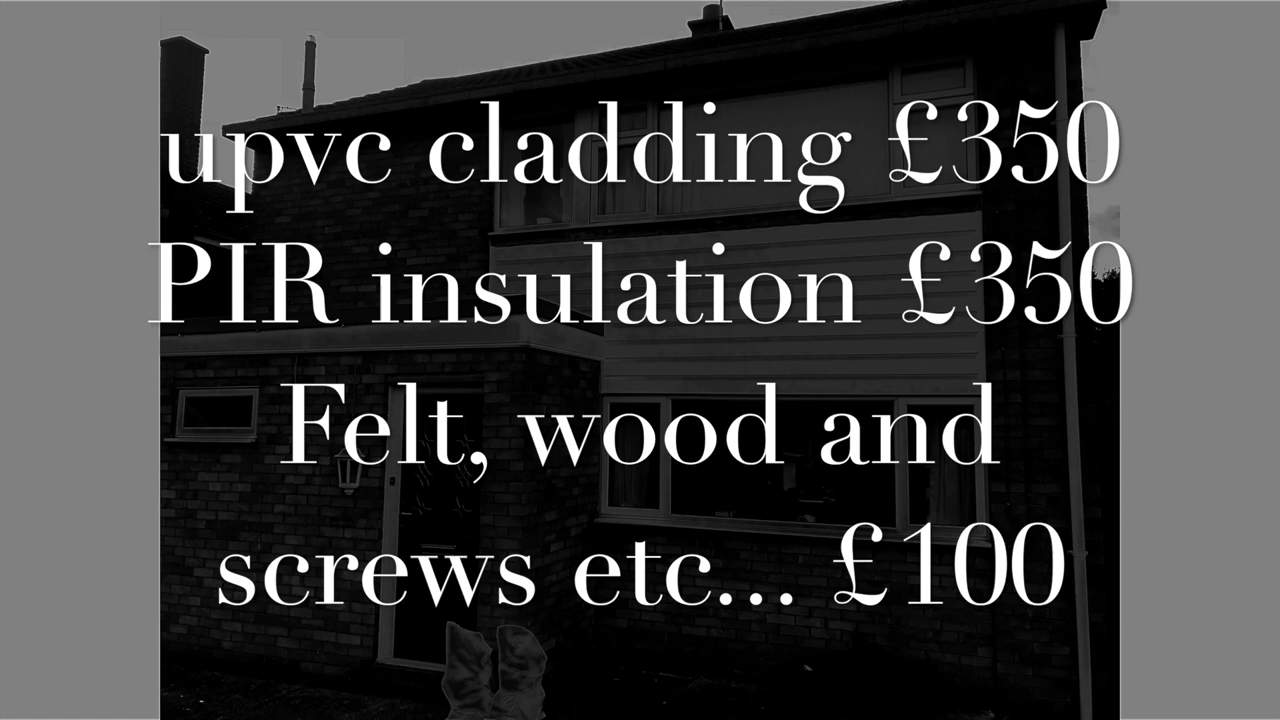 upvc cladding £350
PIR insulation £350
Felt, wood and
screws etc... £100